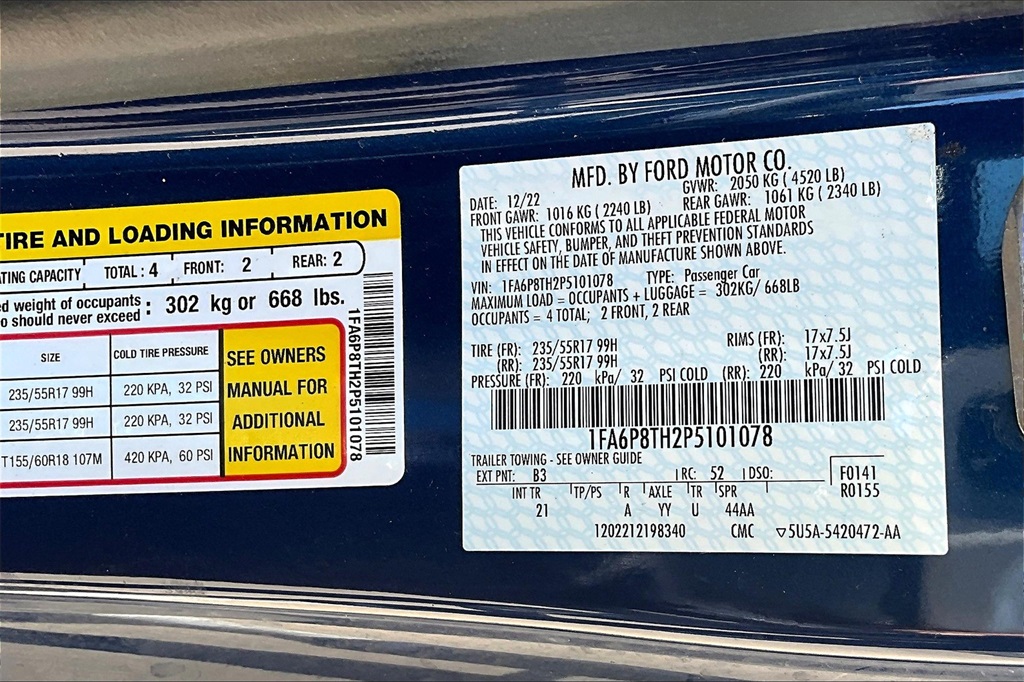 TIRE AND LOADING INFORMATION
CAPACITY TOTAL : 4 FRONT: 2 REAR: 2
weight of occupants
should never exceed : 302 kg or 668 lbs.
SIZE COLD TIRE PRESSURE
235/55R17 99H 220 KPA, 32 PSI
235/55R17 99H 220 KPA, 32 PSI
T155/60R18 107M 420 KPA, 60 PSI
SEE OWNERS
MANUAL FOR
ADDITIONAL
INFORMATION
1FA6P8TH2P5101078
MFD. BY FORD MOTOR CO.
DATE: 12/22 GVWR: 2050 KG ( 4520 LB)
FRONT GAWR: 1016 KG ( 2240 LB) REAR GAWR: 1061 KG ( 2340 LB)
THIS VEHICLE CONFORMS TO ALL APPLICABLE FEDERAL MOTOR
VEHICLE SAFETY, BUMPER, AND THEFT PREVENTION STANDARDS
IN EFFECT ON THE DATE OF MANUFACTURE SHOWN ABOVE.
VIN: 1FA6P8TH2P5101078 TYPE: Passenger Car
MAXIMUM LOAD = OCCUPANTS + LUGGAGE = 302KG/ 668LB
OCCUPANTS = 4 TOTAL; 2 FRONT, 2 REAR
TIRE (FR): 235/55R17 99H RIMS (FR): 17x7.5J
(RR): 235/55R17 99H (RR): 17x7.5J
PRESSURE (FR): 220 kPa/ 32 PSI COLD (RR): 220 kPa/ 32 PSI COLD
1FA6P8TH2P5101078
TRAILER TOWING - SEE OWNER GUIDE
EXT PNT: B3 RC: 52 DSO: F0141
INT TR TP/PS R AXLE TR SPR R0155
21 A YY U 44AA
1202212198340 CMC ▽5U5A-5420472-AA